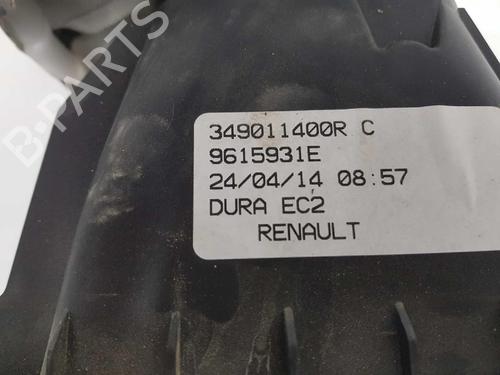 B-PARTS
349011400R C
9615931E
24/04/14 08:57
DURA EC2
RENAULT